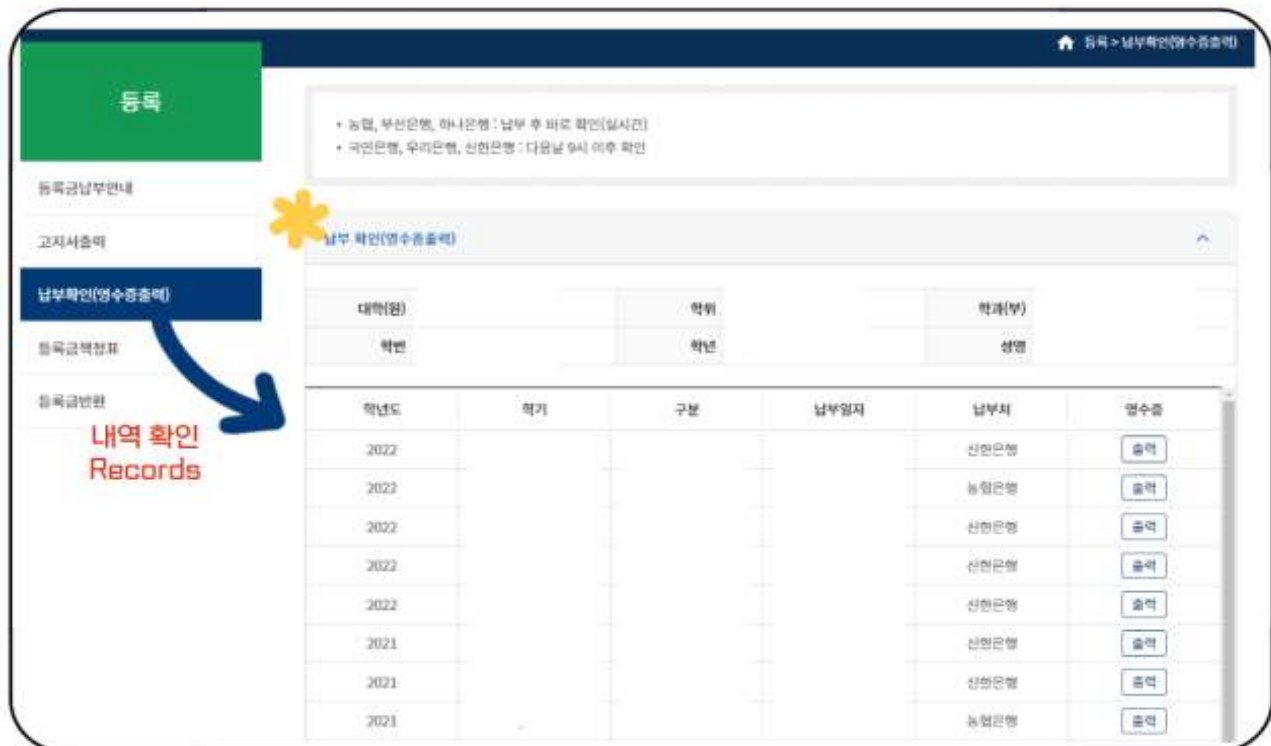 등록 > 납부확인(영수증출력)
등록
• 농협, 부산은행, 하나은행 : 납부 후 바로 확인(실시간)
• 국민은행, 우리은행, 신한은행 : 다음날 9시 이후 확인
등록금납부안내
고지서출력
납부확인(영수증출력)
등록금책정표
등록금반환
내역 확인
Records
납부 확인(영수증출력)
대학(원) 학위 학과(부)
학번 학년 성명
학년도 학기 구분 납부일자 납부처 영수증
2022 신한은행 출력
2022 농협은행 출력
2022 신한은행 출력
2022 신한은행 출력
2022 신한은행 출력
2021 신한은행 출력
2021 신한은행 출력
2021 농협은행 출력